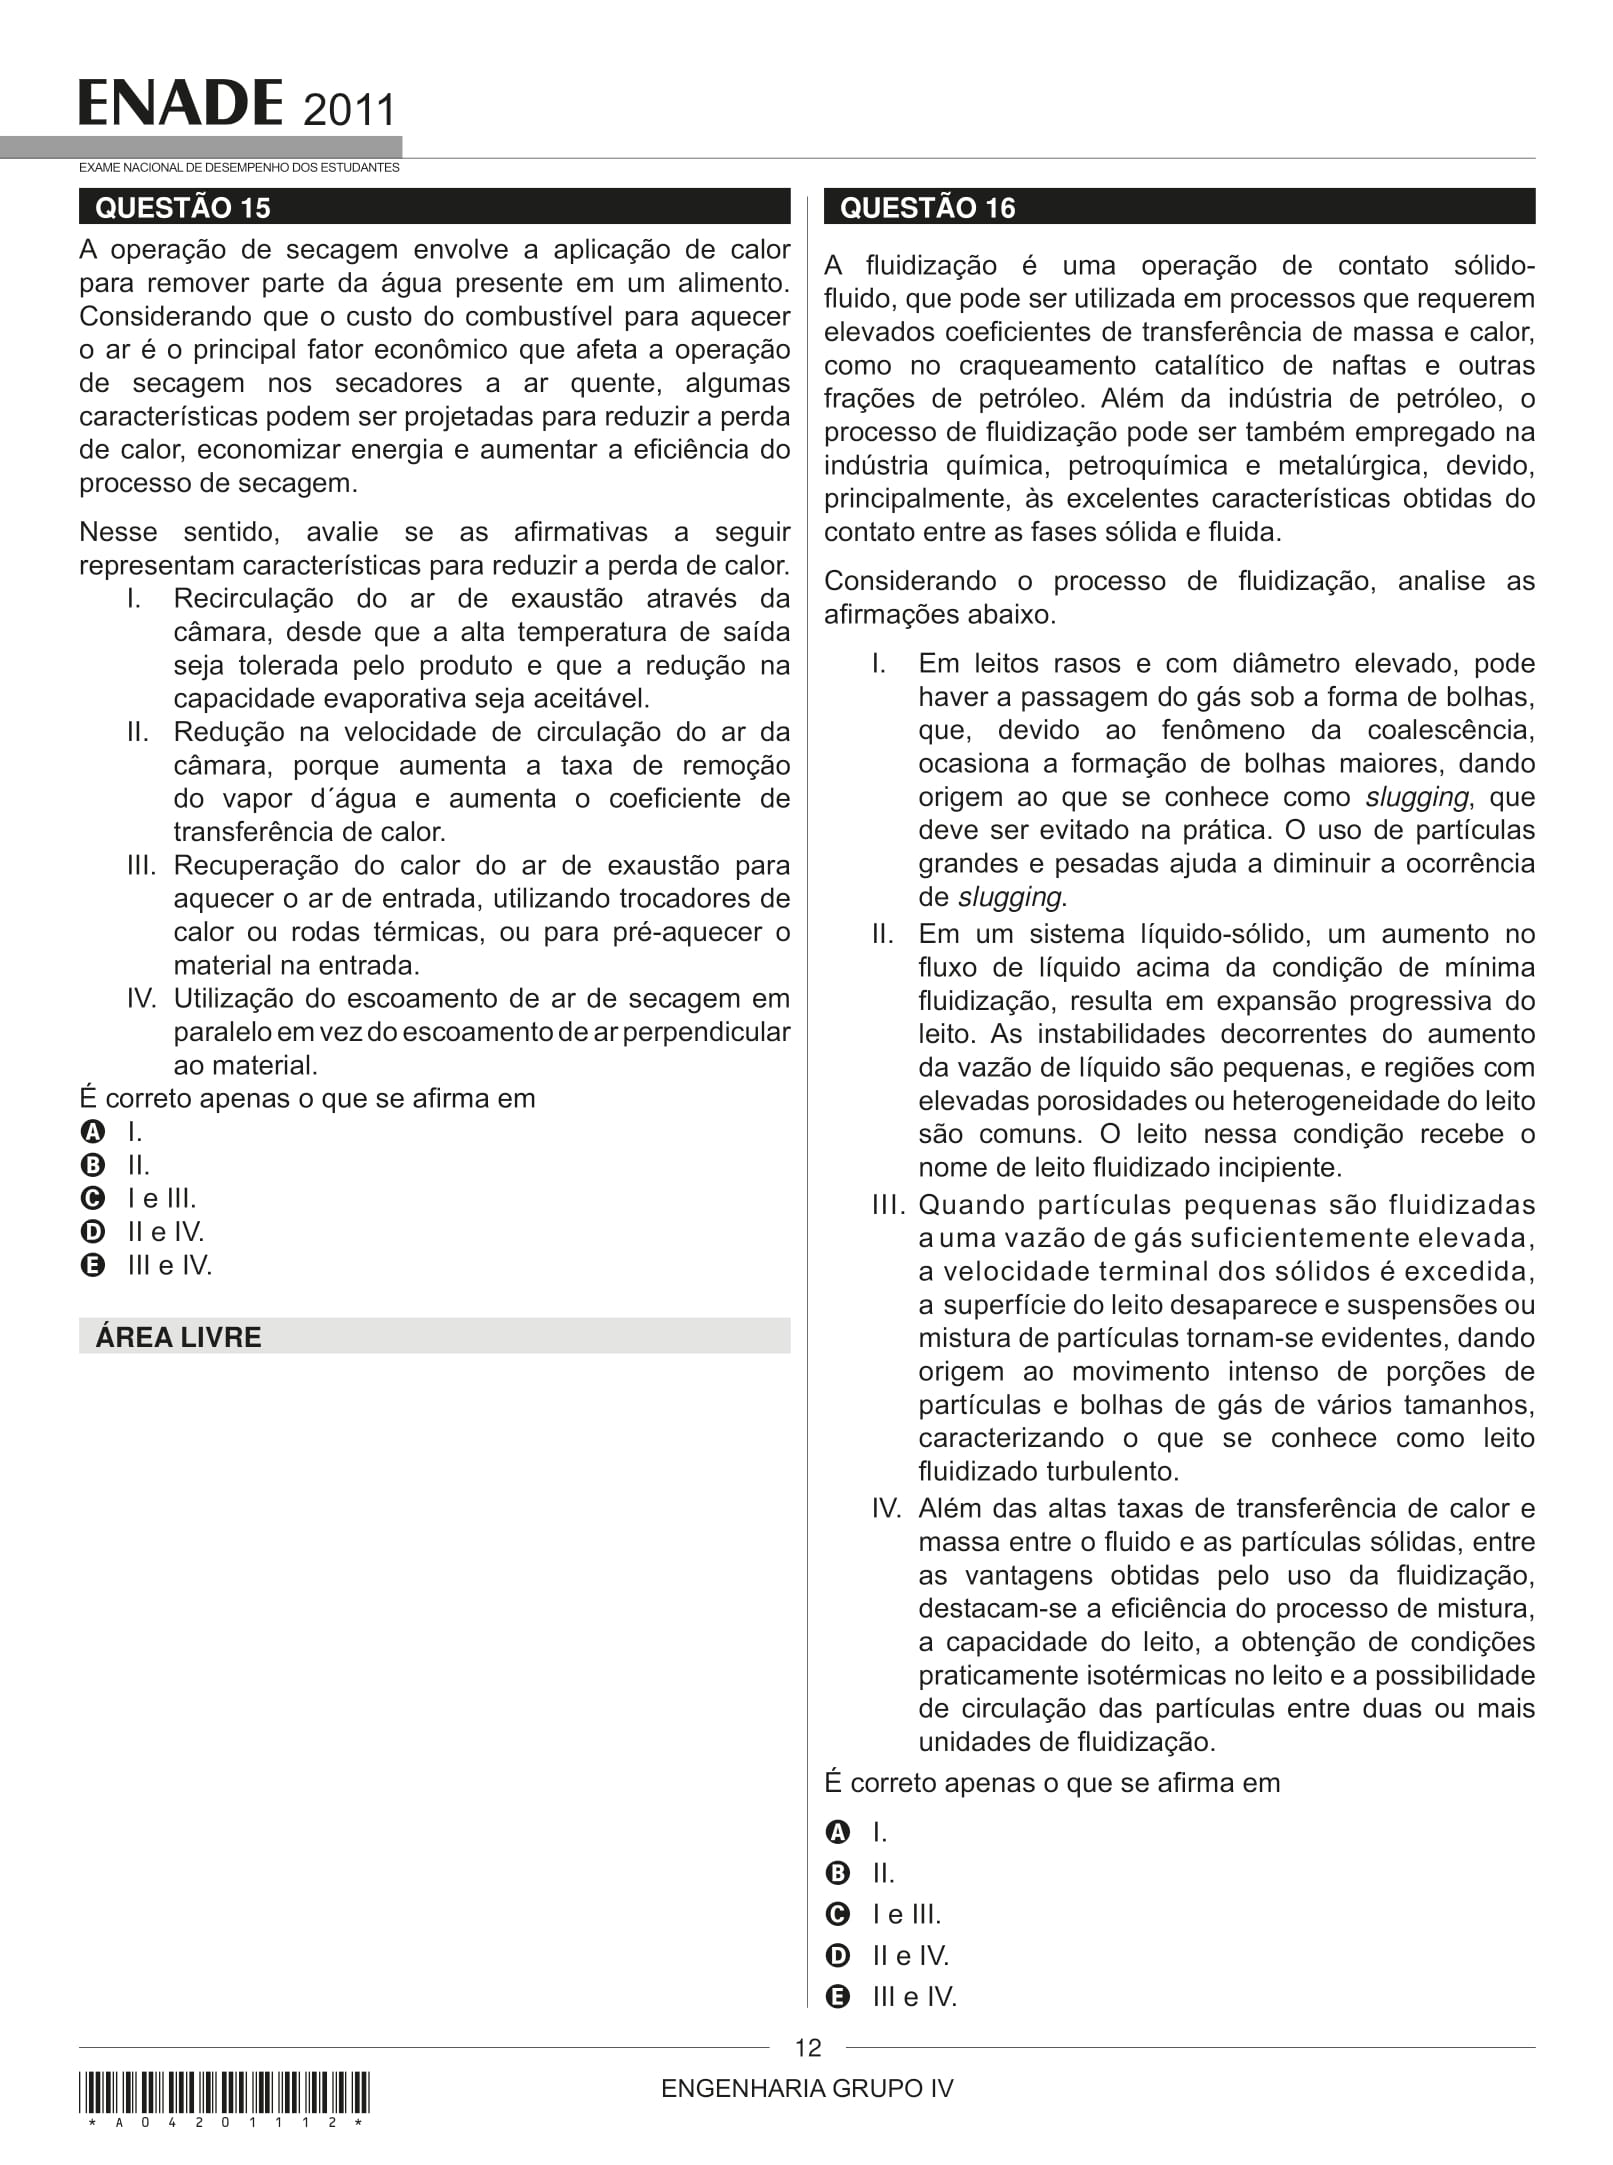 ENADE 2011
EXAME NACIONAL DE DESEMPENHO DOS ESTUDANTES
QUESTÃO 15
A operação de secagem envolve a aplicação de calor
para remover parte da água presente em um alimento.
Considerando que o custo do combustível para aquecer
o ar é o principal fator econômico que afeta a operação
de secagem nos secadores a ar quente, algumas
características podem ser projetadas para reduzir a perda
de calor, economizar energia e aumentar a eficiência do
processo de secagem.
Nesse sentido, avalie se as afirmativas a seguir
representam características para reduzir a perda de calor.
I. Recirculação do ar de exaustão através da
câmara, desde que a alta temperatura de saída
seja tolerada pelo produto e que a redução na
capacidade evaporativa seja aceitável.
II. Redução na velocidade de circulação do ar da
câmara, porque aumenta a taxa de remoção
do vapor d´água e aumenta o coeficiente de
transferência de calor.
III. Recuperação do calor do ar de exaustão para
aquecer o ar de entrada, utilizando trocadores de
calor ou rodas térmicas, ou para pré-aquecer o
material na entrada.
IV. Utilização do escoamento de ar de secagem em
paralelo em vez do escoamento de ar perpendicular
ao material.
É correto apenas o que se afirma em
A I.
B II.
C I e III.
D II e IV.
E III e IV.
ÁREA LIVRE
QUESTÃO 16
A fluidização é uma operação de contato sólido-
fluido, que pode ser utilizada em processos que requerem
elevados coeficientes de transferência de massa e calor,
como no craqueamento catalítico de naftas e outras
frações de petróleo. Além da indústria de petróleo, o
processo de fluidização pode ser também empregado na
indústria química, petroquímica e metalúrgica, devido,
principalmente, às excelentes características obtidas do
contato entre as fases sólida e fluida.
Considerando o processo de fluidização, analise as
afirmações abaixo.
I. Em leitos rasos e com diâmetro elevado, pode
haver a passagem do gás sob a forma de bolhas,
que, devido ao fenômeno da coalescência,
ocasiona a formação de bolhas maiores, dando
origem ao que se conhece como slugging, que
deve ser evitado na prática. O uso de partículas
grandes e pesadas ajuda a diminuir a ocorrência
de slugging.
II. Em um sistema líquido-sólido, um aumento no
fluxo de líquido acima da condição de mínima
fluidização, resulta em expansão progressiva do
leito. As instabilidades decorrentes do aumento
da vazão de líquido são pequenas, e regiões com
elevadas porosidades ou heterogeneidade do leito
são comuns. O leito nessa condição recebe o
nome de leito fluidizado incipiente.
III. Quando partículas pequenas são fluidizadas
a uma vazão de gás suficientemente elevada,
a velocidade terminal dos sólidos é excedida,
a superfície do leito desaparece e suspensões ou
mistura de partículas tornam-se evidentes, dando
origem ao movimento intenso de porções de
partículas e bolhas de gás de vários tamanhos,
caracterizando o que se conhece como leito
fluidizado turbulento.
IV. Além das altas taxas de transferência de calor e
massa entre o fluido e as partículas sólidas, entre
as vantagens obtidas pelo uso da fluidização,
destacam-se a eficiência do processo de mistura,
a capacidade do leito, a obtenção de condições
praticamente isotérmicas no leito e a possibilidade
de circulação das partículas entre duas ou mais
unidades de fluidização.
É correto apenas o que se afirma em
A I.
B II.
C I e III.
D II e IV.
E III e IV.
12
ENGENHARIA GRUPO IV
* A 0 4 2 0 1 1 1 2 *